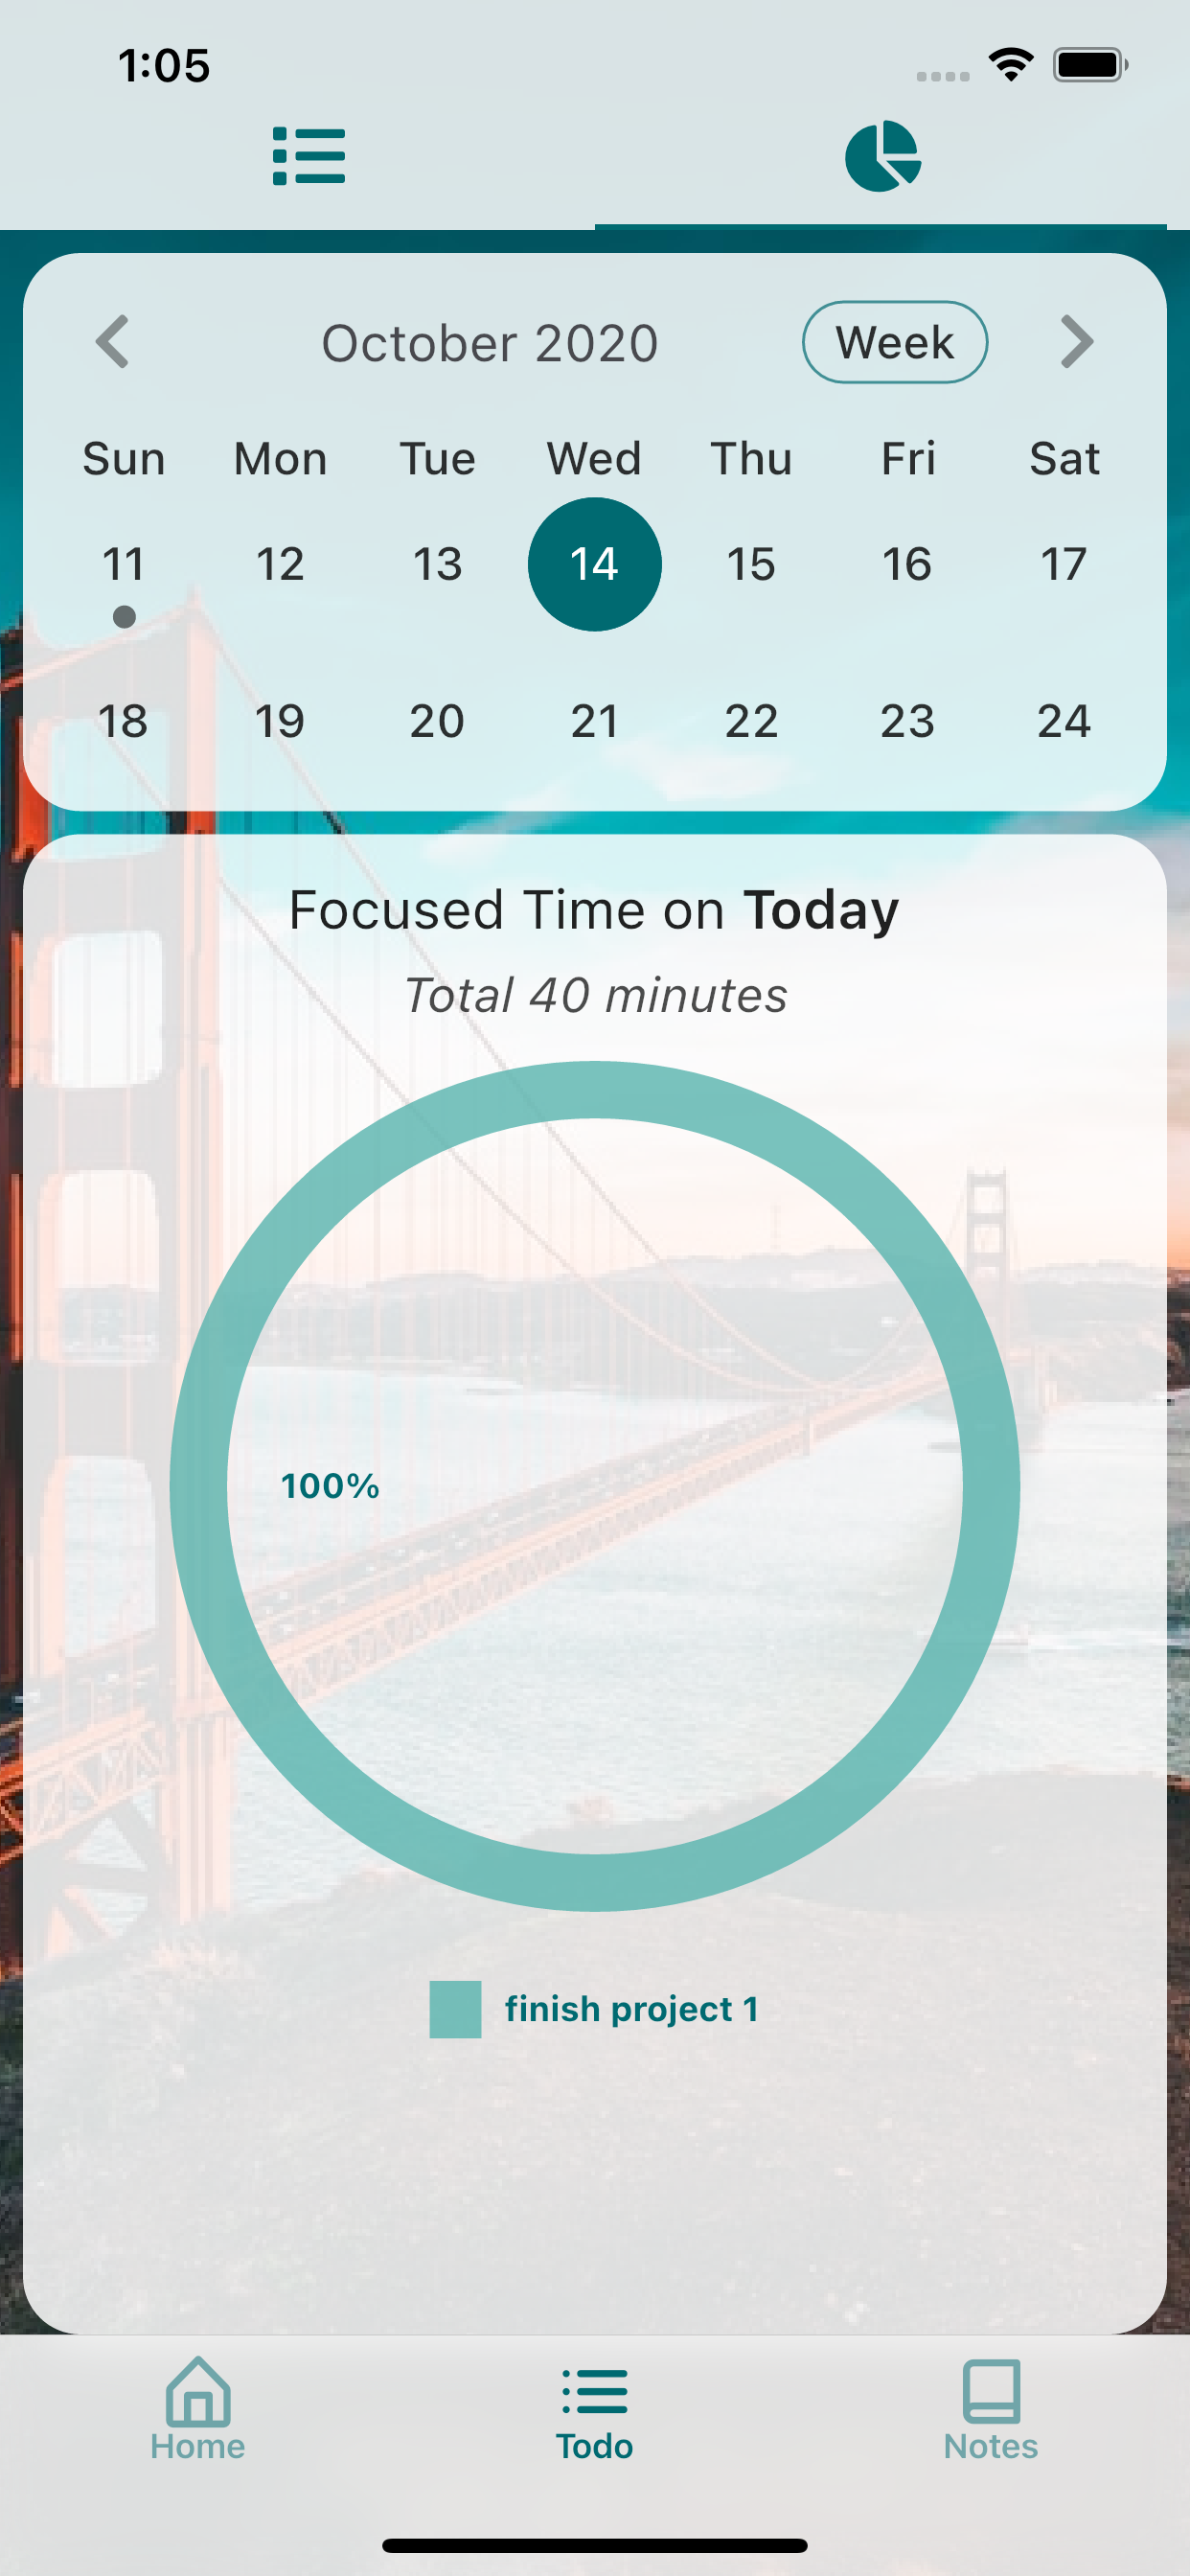 1:05
October 2020 Week
Sun Mon Tue Wed Thu Fri Sat
11 12 13 14 15 16 17
18 19 20 21 22 23 24
Focused Time on Today
Total 40 minutes
100%
finish project 1
Home Todo Notes